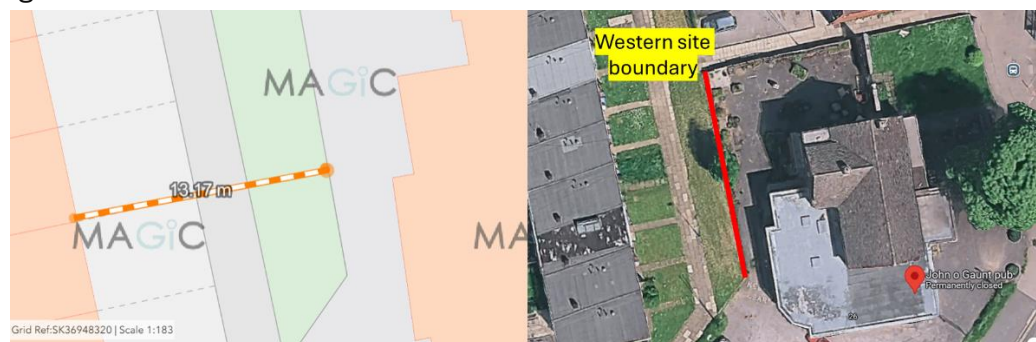 MAGiC
13.17 m
MAGiC
MA
Grid Ref:SK36948320 | Scale 1:183
Western site
boundary
John o Gaunt pub
Permanently closed
26